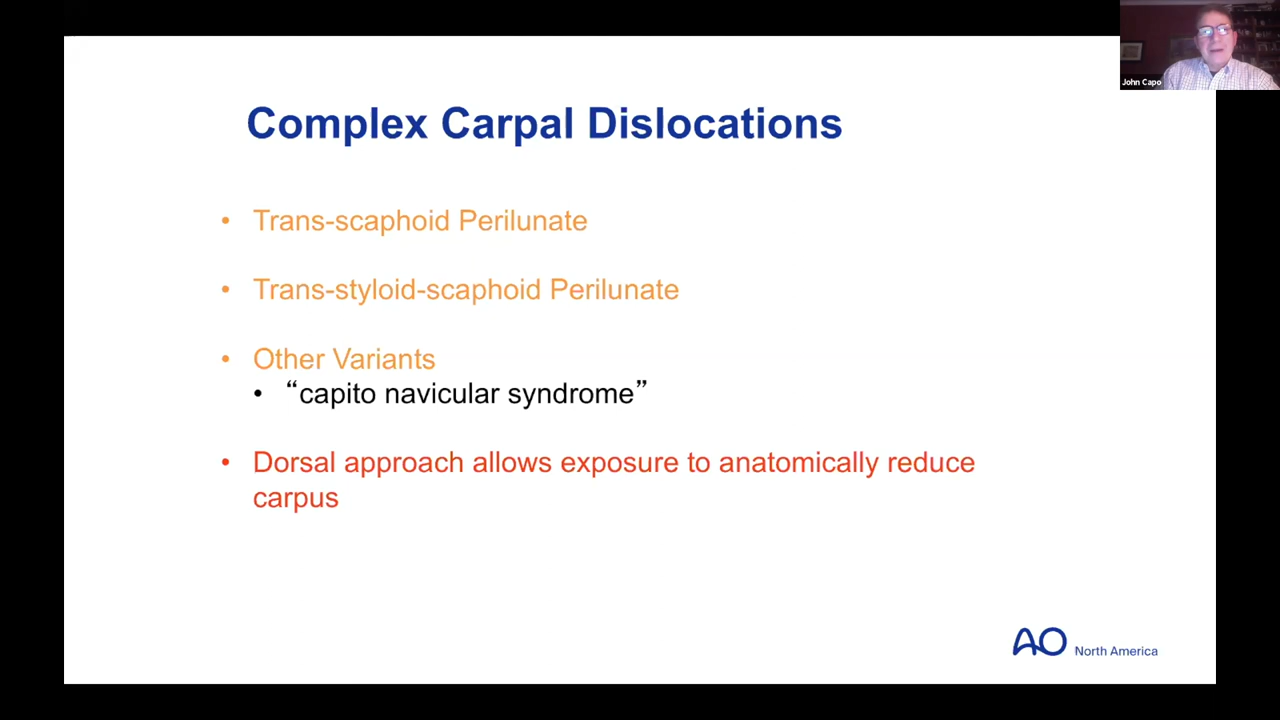 John Capo
Complex Carpal Dislocations
• Trans-scaphoid Perilunate
• Trans-styloid-scaphoid Perilunate
• Other Variants
• “capito navicular syndrome”
• Dorsal approach allows exposure to anatomically reduce
carpus
AO North America